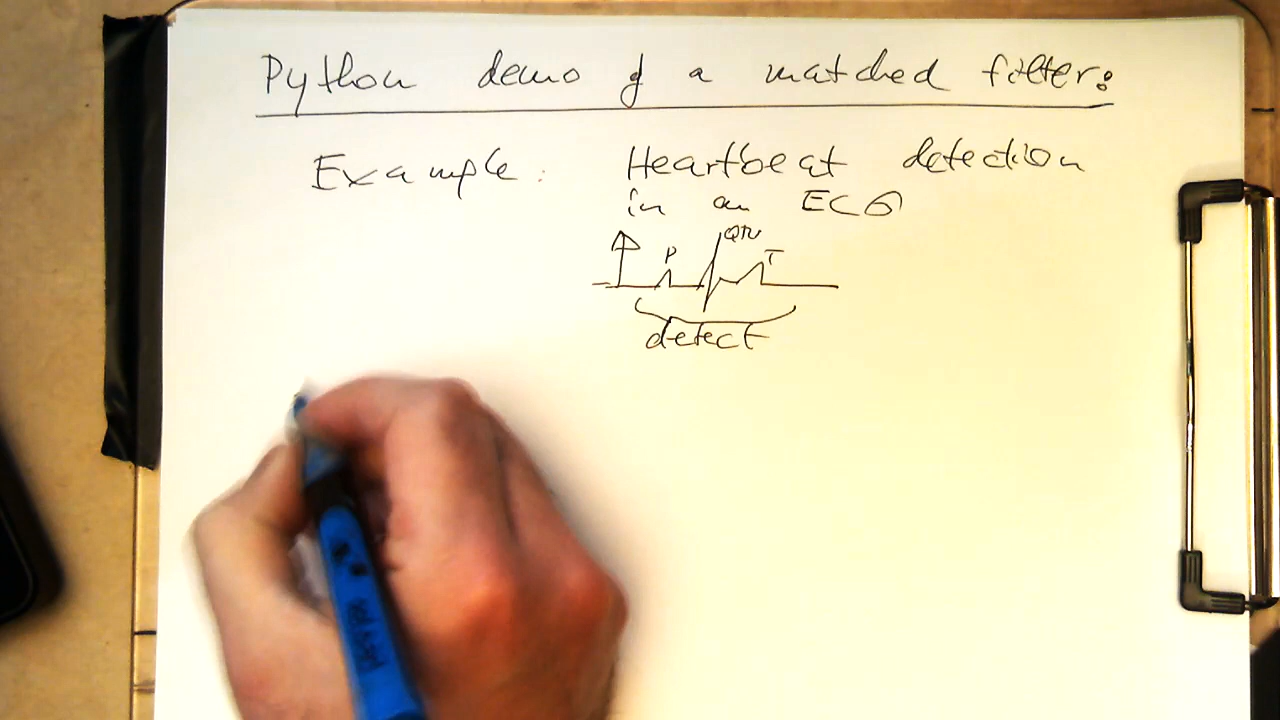 Python demo of a matched filter:
Example: Heartbeat detection
in an ECG
P QRS T
detect